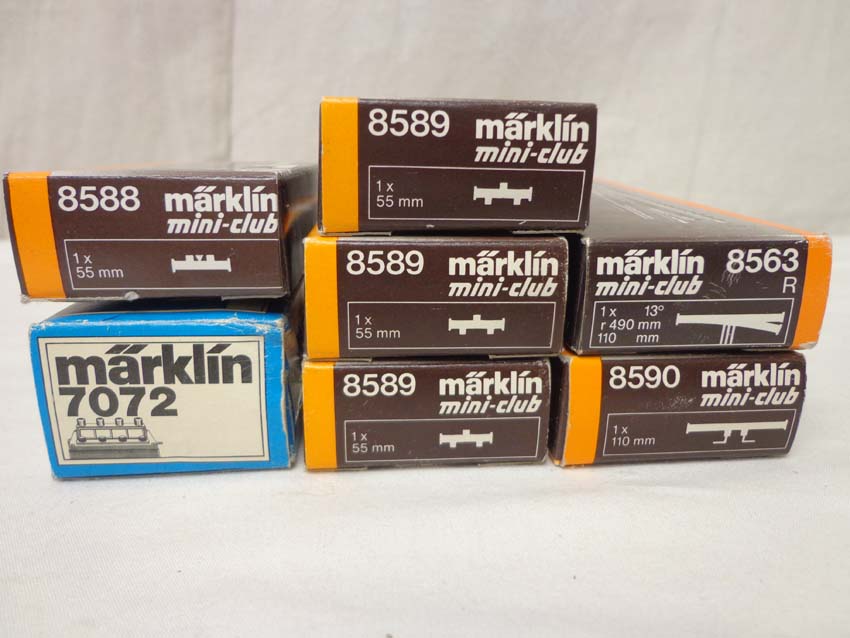 8589 märklin
mini-club
1 x
55 mm
8588 märklin
mini-club
1 x
55 mm
8589 märklin
mini-club
1 x
55 mm
märklin 8563
mini-club R
1 x 13°
r 490 mm
110 mm
märklin
7072
8589 märklin
mini-club
1 x
55 mm
8590 märklin
mini-club
1 x
110 mm